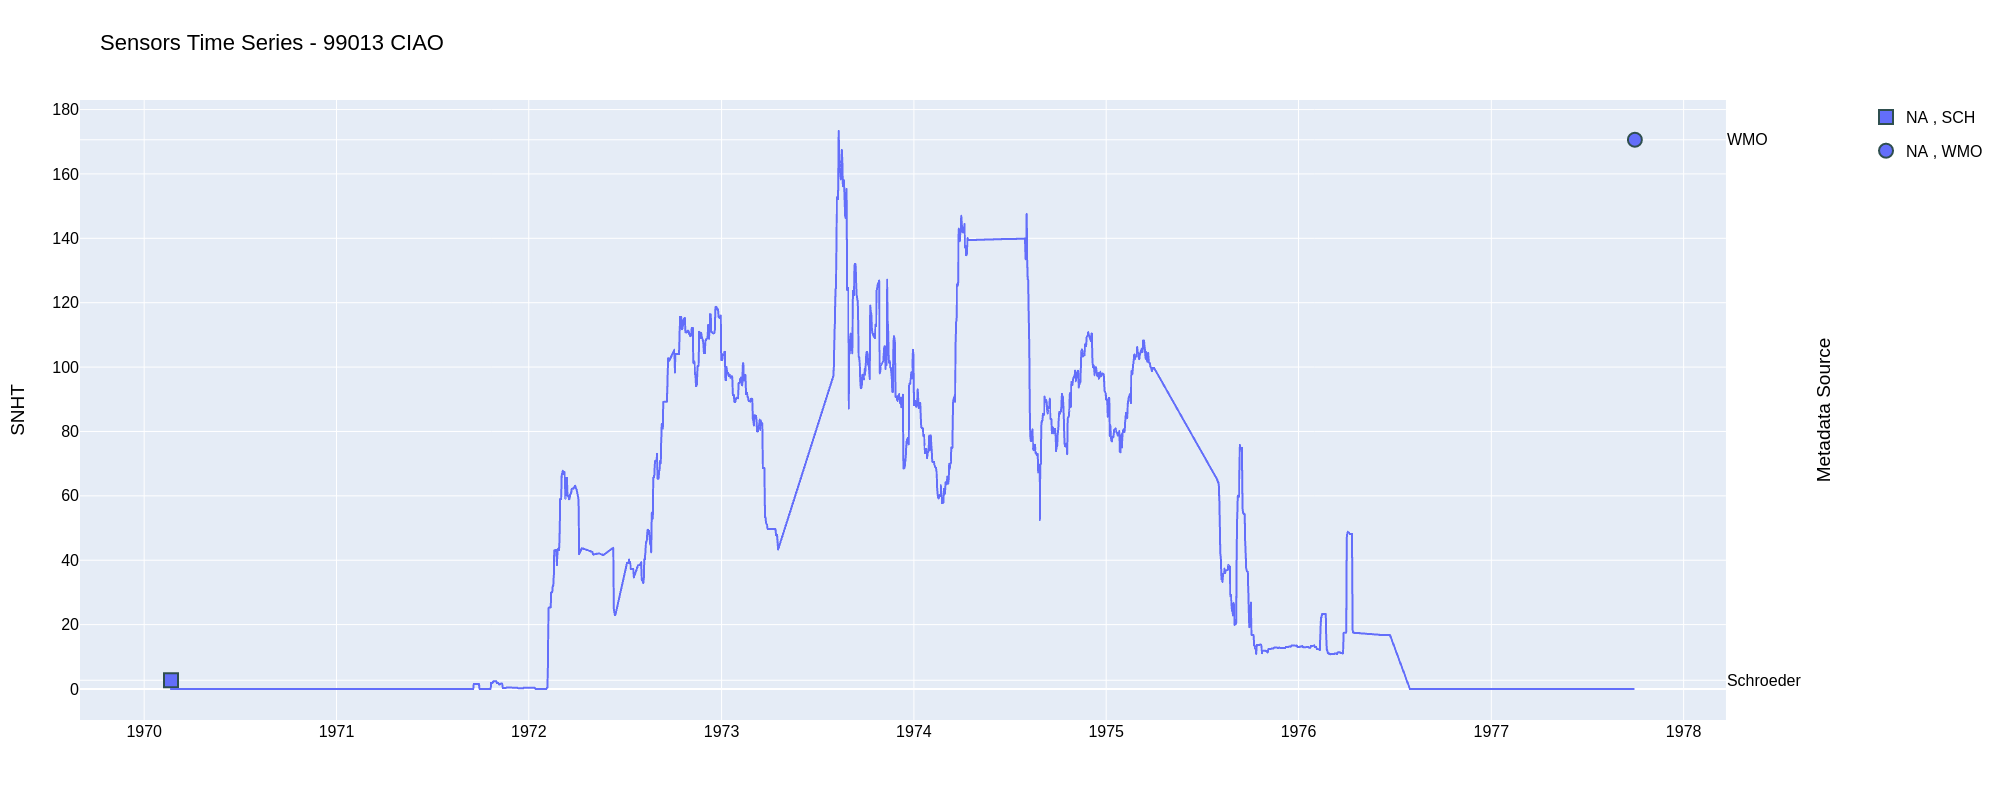 Sensors Time Series - 99013 CIAO
180
160
140
120
100
80
60
40
20
0
SNHT
1970
1971
1972
1973
1974
1975
1976
1977
1978
WMO
Schroeder
Metadata Source
NA , SCH
NA , WMO